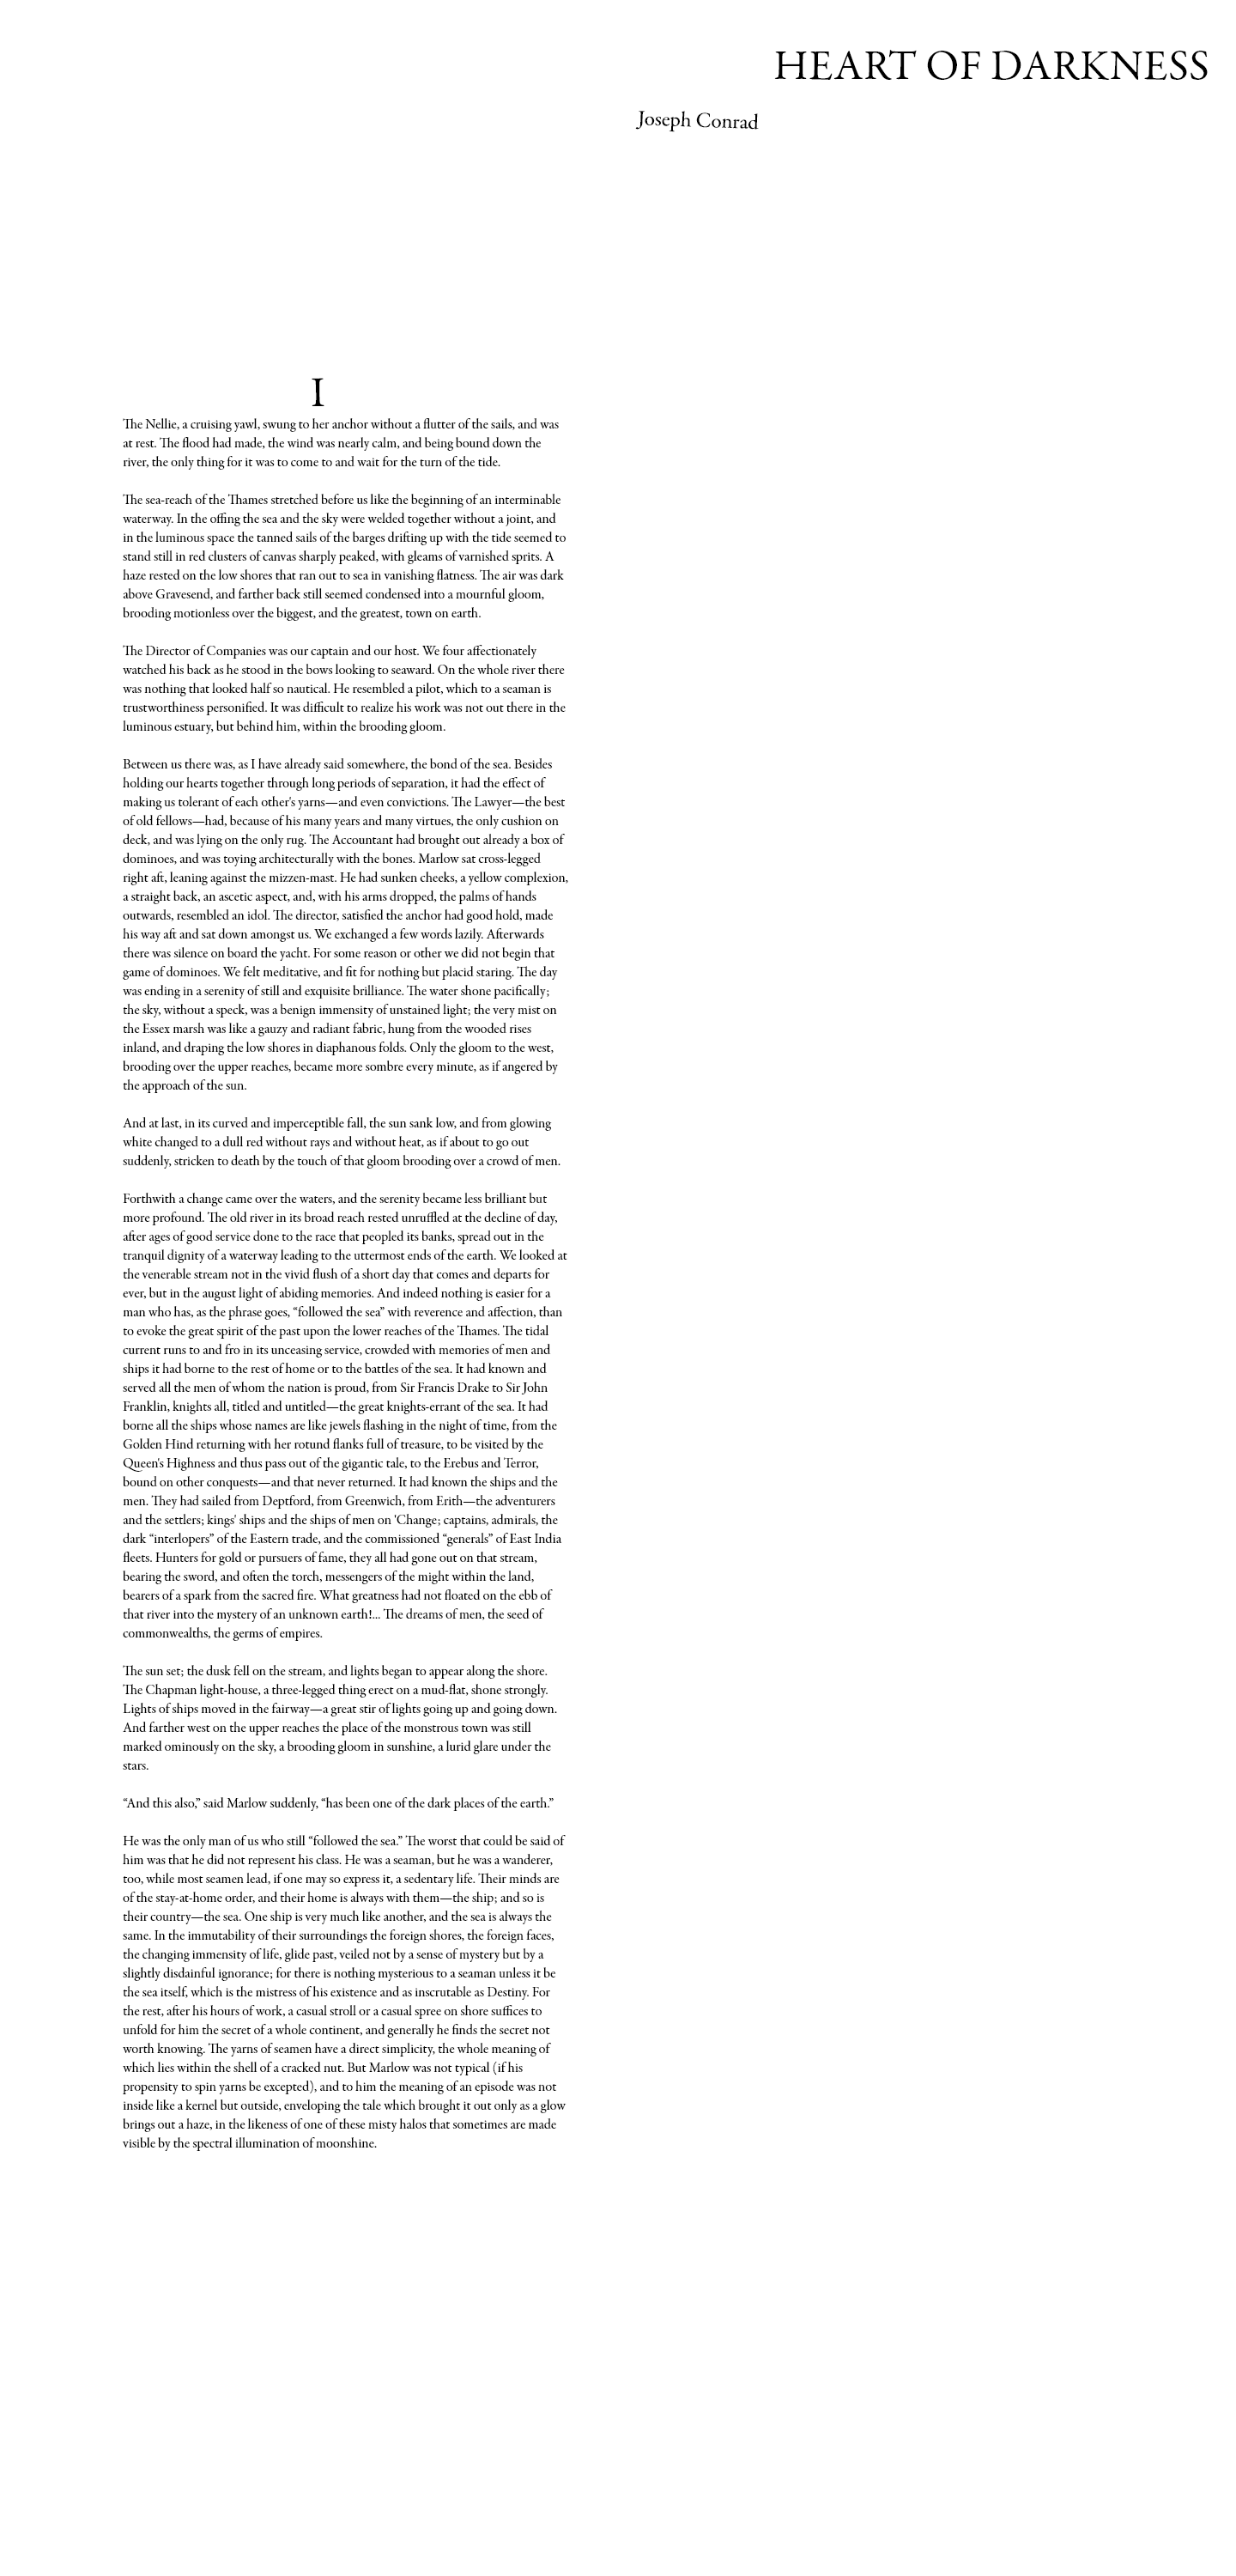 HEART OF DARKNESS
Joseph Conrad
I
The Nellie, a cruising yawl, swung to her anchor without a flutter of the sails, and was
at rest. The flood had made, the wind was nearly calm, and being bound down the
river, the only thing for it was to come to and wait for the turn of the tide.
The sea-reach of the Thames stretched before us like the beginning of an interminable
waterway. In the offing the sea and the sky were welded together without a joint, and
in the luminous space the tanned sails of the barges drifting up with the tide seemed to
stand still in red clusters of canvas sharply peaked, with gleams of varnished sprits. A
haze rested on the low shores that ran out to sea in vanishing flatness. The air was dark
above Gravesend, and farther back still seemed condensed into a mournful gloom,
brooding motionless over the biggest, and the greatest, town on earth.
The Director of Companies was our captain and our host. We four affectionately
watched his back as he stood in the bows looking to seaward. On the whole river there
was nothing that looked half so nautical. He resembled a pilot, which to a seaman is
trustworthiness personified. It was difficult to realize his work was not out there in the
luminous estuary, but behind him, within the brooding gloom.
Between us there was, as I have already said somewhere, the bond of the sea. Besides
holding our hearts together through long periods of separation, it had the effect of
making us tolerant of each other's yarns—and even convictions. The Lawyer—the best
of old fellows—had, because of his many years and many virtues, the only cushion on
deck, and was lying on the only rug. The Accountant had brought out already a box of
dominoes, and was toying architecturally with the bones. Marlow sat cross-legged
right aft, leaning against the mizzen-mast. He had sunken cheeks, a yellow complexion,
a straight back, an ascetic aspect, and, with his arms dropped, the palms of hands
outwards, resembled an idol. The director, satisfied the anchor had good hold, made
his way aft and sat down amongst us. We exchanged a few words lazily. Afterwards
there was silence on board the yacht. For some reason or other we did not begin that
game of dominoes. We felt meditative, and fit for nothing but placid staring. The day
was ending in a serenity of still and exquisite brilliance. The water shone pacifically;
the sky, without a speck, was a benign immensity of unstained light; the very mist on
the Essex marsh was like a gauzy and radiant fabric, hung from the wooded rises
inland, and draping the low shores in diaphanous folds. Only the gloom to the west,
brooding over the upper reaches, became more sombre every minute, as if angered by
the approach of the sun.
And at last, in its curved and imperceptible fall, the sun sank low, and from glowing
white changed to a dull red without rays and without heat, as if about to go out
suddenly, stricken to death by the touch of that gloom brooding over a crowd of men.
Forthwith a change came over the waters, and the serenity became less brilliant but
more profound. The old river in its broad reach rested unruffled at the decline of day,
after ages of good service done to the race that peopled its banks, spread out in the
tranquil dignity of a waterway leading to the uttermost ends of the earth. We looked at
the venerable stream not in the vivid flush of a short day that comes and departs for
ever, but in the august light of abiding memories. And indeed nothing is easier for a
man who has, as the phrase goes, “followed the sea” with reverence and affection, than
to evoke the great spirit of the past upon the lower reaches of the Thames. The tidal
current runs to and fro in its unceasing service, crowded with memories of men and
ships it had borne to the rest of home or to the battles of the sea. It had known and
served all the men of whom the nation is proud, from Sir Francis Drake to Sir John
Franklin, knights all, titled and untitled—the great knights-errant of the sea. It had
borne all the ships whose names are like jewels flashing in the night of time, from the
Golden Hind returning with her rotund flanks full of treasure, to be visited by the
Queen's Highness and thus pass out of the gigantic tale, to the Erebus and Terror,
bound on other conquests—and that never returned. It had known the ships and the
men. They had sailed from Deptford, from Greenwich, from Erith—the adventurers
and the settlers; kings' ships and the ships of men on 'Change; captains, admirals, the
dark “interlopers” of the Eastern trade, and the commissioned “generals” of East India
fleets. Hunters for gold or pursuers of fame, they all had gone out on that stream,
bearing the sword, and often the torch, messengers of the might within the land,
bearers of a spark from the sacred fire. What greatness had not floated on the ebb of
that river into the mystery of an unknown earth!... The dreams of men, the seed of
commonwealths, the germs of empires.
The sun set; the dusk fell on the stream, and lights began to appear along the shore.
The Chapman light-house, a three-legged thing erect on a mud-flat, shone strongly.
Lights of ships moved in the fairway—a great stir of lights going up and going down.
And farther west on the upper reaches the place of the monstrous town was still
marked ominously on the sky, a brooding gloom in sunshine, a lurid glare under the
stars.
“And this also,” said Marlow suddenly, “has been one of the dark places of the earth.”
He was the only man of us who still “followed the sea.” The worst that could be said of
him was that he did not represent his class. He was a seaman, but he was a wanderer,
too, while most seamen lead, if one may so express it, a sedentary life. Their minds are
of the stay-at-home order, and their home is always with them—the ship; and so is
their country—the sea. One ship is very much like another, and the sea is always the
same. In the immutability of their surroundings the foreign shores, the foreign faces,
the changing immensity of life, glide past, veiled not by a sense of mystery but by a
slightly disdainful ignorance; for there is nothing mysterious to a seaman unless it be
the sea itself, which is the mistress of his existence and as inscrutable as Destiny. For
the rest, after his hours of work, a casual stroll or a casual spree on shore suffices to
unfold for him the secret of a whole continent, and generally he finds the secret not
worth knowing. The yarns of seamen have a direct simplicity, the whole meaning of
which lies within the shell of a cracked nut. But Marlow was not typical (if his
propensity to spin yarns be excepted), and to him the meaning of an episode was not
inside like a kernel but outside, enveloping the tale which brought it out only as a glow
brings out a haze, in the likeness of one of these misty halos that sometimes are made
visible by the spectral illumination of moonshine.